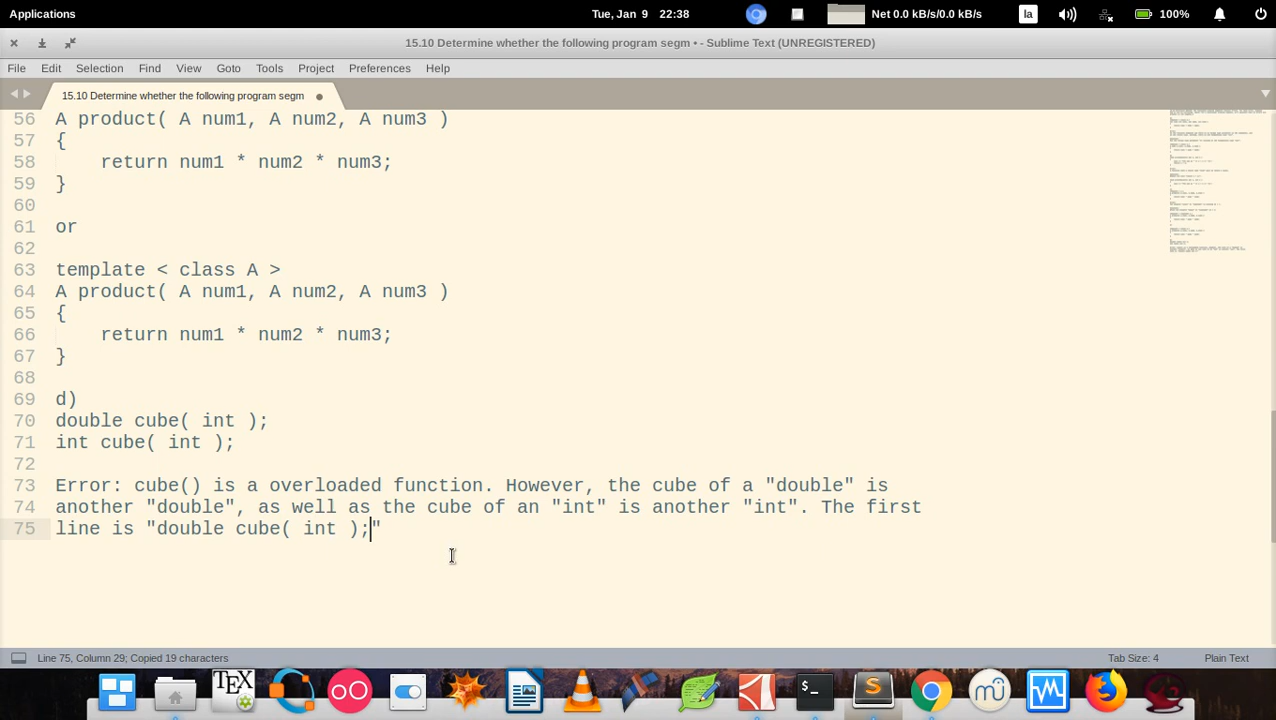 Applications
Tue, Jan 9 22:38
Net 0.0 kB/s/0.0 kB/s
la
100%
15.10 Determine whether the following program segm • - Sublime Text (UNREGISTERED)
File Edit Selection Find View Goto Tools Project Preferences Help
15.10 Determine whether the following program segm
56 A product( A num1, A num2, A num3 )
57 {
58 return num1 * num2 * num3;
59 }
60
61 or
62
63 template < class A >
64 A product( A num1, A num2, A num3 )
65 {
66 return num1 * num2 * num3;
67 }
68
69 d)
70 double cube( int );
71 int cube( int );
72
73 Error: cube() is a overloaded function. However, the cube of a "double" is
74 another "double", as well as the cube of an "int" is another "int". The first
75 line is "double cube( int );"
Line 75, Column 29; Copied 19 characters
Tab Size: 4
Plain Text
TEX
mü